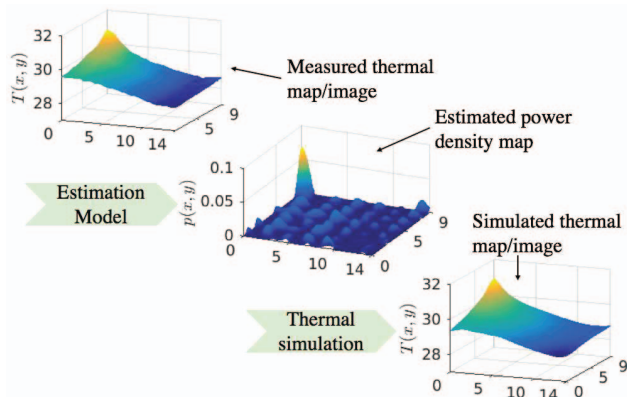 32
30
28
T(x, y)
0
5
10
14
5
9
Measured thermal
map/image
Estimated power
density map
Estimation
Model
0.1
0.05
0
p(x, y)
0
5
10
14
0
5
9
Simulated thermal
map/image
Thermal
simulation
32
30
28
T(x, y)
0
5
10
14
0
5
9